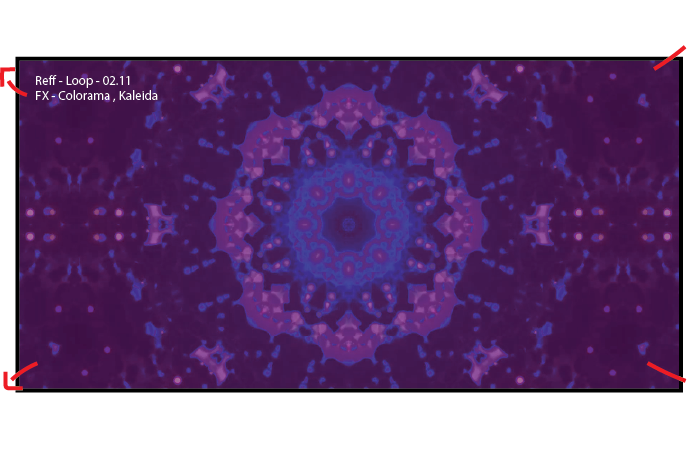 Reff - Loop - 02.11
FX - Colorama , Kaleida